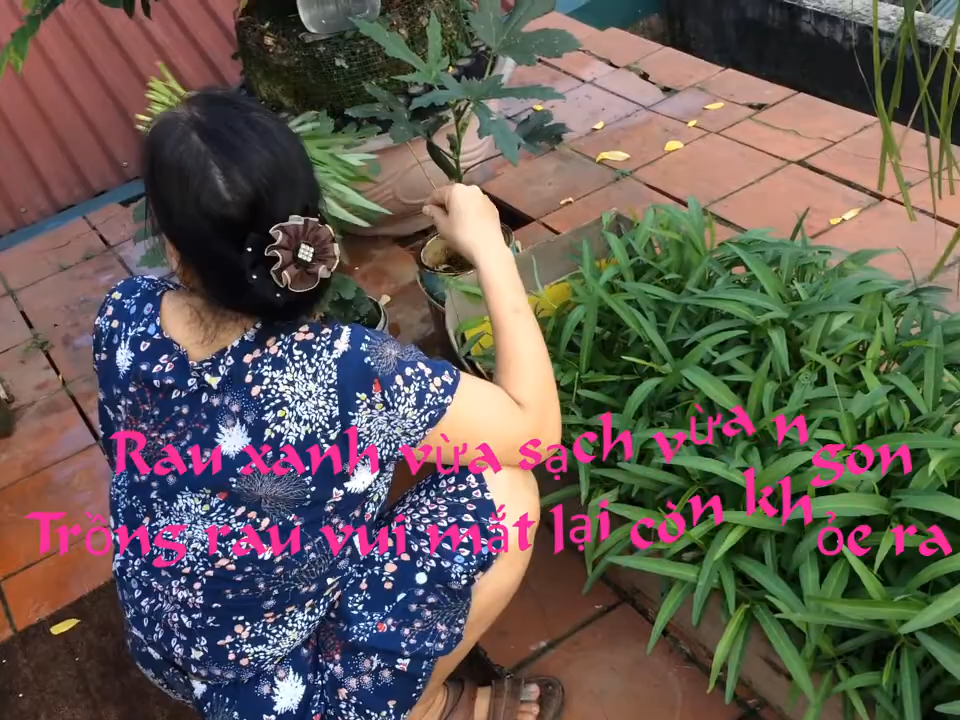 Rau xanh vừa sạch vừa ngon
Trồng rau vui mắt lại còn khỏe ra